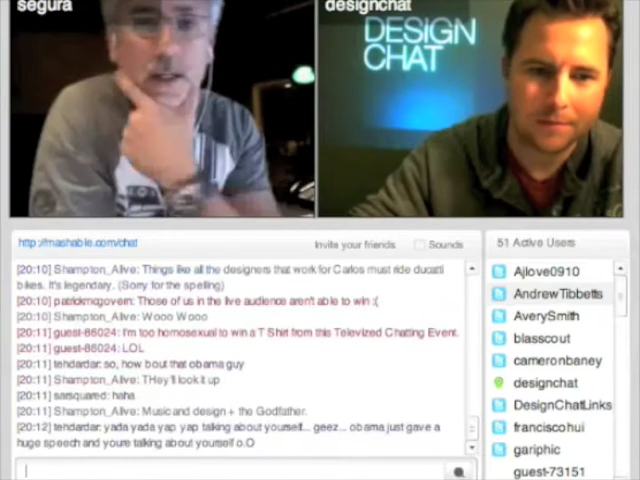 segura
designchat
DESIGN
CHAT
http://mashable.com/chat
Invite your friends
Sounds
51 Active Users
[20:10] Shampton_Alive: Things like all the designers that work for Carlos must ride ducatti
bikes. It's legendary. (Sorry for the spelling)
[20:10] patrickmcgovern: Those of us in the live audience aren't able to win :(
[20:10] Shampton_Alive: Wooo Wooo
[20:11] guest-86024: I'm too homosexual to win a T Shirt from this Televized Chatting Event.
[20:11] guest-86024: LOL
[20:11] tehdardar: so, how bout that obama guy
[20:11] Shampton_Alive: THey'll look it up
[20:11] sarsquared: haha
[20:11] Shampton_Alive: Music and design + the Godfather.
[20:12] tehdardar: yada yada yap yap talking about yourself... geez... obama just gave a
huge speech and youre talking about yourself o.O
Ajlove0910
AndrewTibbetts
AverySmith
blasscout
cameronbaney
designchat
DesignChatLinks
franciscohui
gariphic
guest-73151